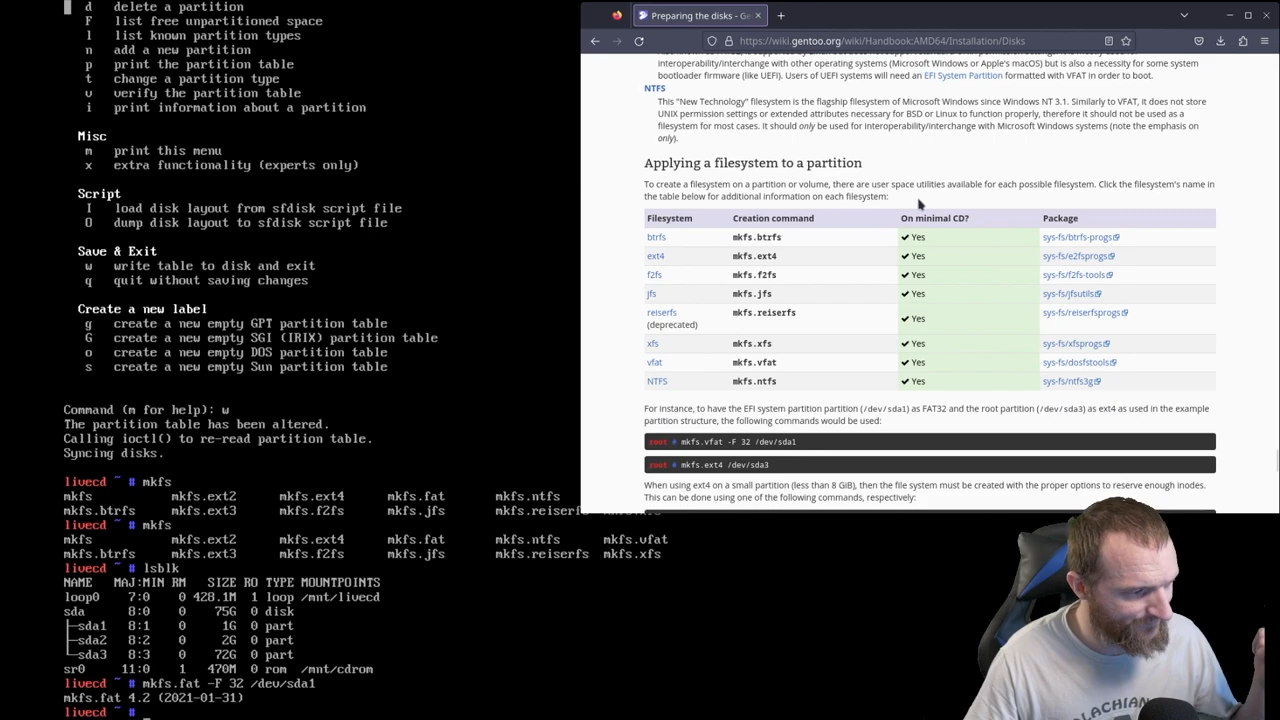 d   delete a partition
F   list free unpartitioned space
l   list known partition types
n   add a new partition
p   print the partition table
t   change a partition type
v   verify the partition table
i   print information about a partition
Misc
m   print this menu
x   extra functionality (experts only)
Script
I   load disk layout from sfdisk script file
O   dump disk layout to sfdisk script file
Save & Exit
w   write table to disk and exit
q   quit without saving changes
Create a new label
g   create a new empty GPT partition table
G   create a new empty SGI (IRIX) partition table
o   create a new empty DOS partition table
s   create a new empty Sun partition table
Command (m for help): w
The partition table has been altered.
Calling ioctl() to re-read partition table.
Syncing disks.
livecd ~ # mkfs
mkfs          mkfs.ext2     mkfs.ext4     mkfs.fat      mkfs.ntfs
mkfs.btrfs    mkfs.ext3     mkfs.f2fs     mkfs.jfs      mkfs.reiserfs
livecd ~ # mkfs
mkfs          mkfs.ext2     mkfs.ext4     mkfs.fat      mkfs.ntfs     mkfs.vfat
mkfs.btrfs    mkfs.ext3     mkfs.f2fs     mkfs.jfs      mkfs.reiserfs mkfs.xfs
livecd ~ # lsblk
NAME   MAJ:MIN RM   SIZE RO TYPE MOUNTPOINTS
loop0    7:0    0 428.1M  1 loop /mnt/livecd
sda      8:0    0    75G  0 disk
├─sda1   8:1    0     1G  0 part
├─sda2   8:2    0     2G  0 part
└─sda3   8:3    0    72G  0 part
sr0     11:0    1   470M  0 rom  /mnt/cdrom
livecd ~ # mkfs.fat -F 32 /dev/sda1
mkfs.fat 4.2 (2021-01-31)
livecd ~ #
Preparing the disks - Ge
https://wiki.gentoo.org/wiki/Handbook:AMD64/Installation/Disks
interoperability/interchange with other operating systems (Microsoft Windows or Apple's macOS) but is also a necessity for some system
bootloader firmware (like UEFI). Users of UEFI systems will need an EFI System Partition formatted with VFAT in order to boot.
NTFS
This "New Technology" filesystem is the flagship filesystem of Microsoft Windows since Windows NT 3.1. Similarly to VFAT, it does not store
UNIX permission settings or extended attributes necessary for BSD or Linux to function properly, therefore it should not be used as a
filesystem for most cases. It should only be used for interoperability/interchange with Microsoft Windows systems (note the emphasis on
only).
Applying a filesystem to a partition
To create a filesystem on a partition or volume, there are user space utilities available for each possible filesystem. Click the filesystem's name in
the table below for additional information on each filesystem:
Filesystem   Creation command   On minimal CD?   Package
btrfs   mkfs.btrfs   ✔ Yes   sys-fs/btrfs-progs
ext4   mkfs.ext4   ✔ Yes   sys-fs/e2fsprogs
f2fs   mkfs.f2fs   ✔ Yes   sys-fs/f2fs-tools
jfs   mkfs.jfs   ✔ Yes   sys-fs/jfsutils
reiserfs   mkfs.reiserfs   ✔ Yes   sys-fs/reiserfsprogs
(deprecated)
xfs   mkfs.xfs   ✔ Yes   sys-fs/xfsprogs
vfat   mkfs.vfat   ✔ Yes   sys-fs/dosfstools
NTFS   mkfs.ntfs   ✔ Yes   sys-fs/ntfs3g
For instance, to have the EFI system partition partition (/dev/sda1) as FAT32 and the root partition (/dev/sda3) as ext4 as used in the example
partition structure, the following commands would be used:
root # mkfs.vfat -F 32 /dev/sda1
root # mkfs.ext4 /dev/sda3
When using ext4 on a small partition (less than 8 GiB), then the file system must be created with the proper options to reserve enough inodes.
This can be done using one of the following commands, respectively:
ALACHIAN